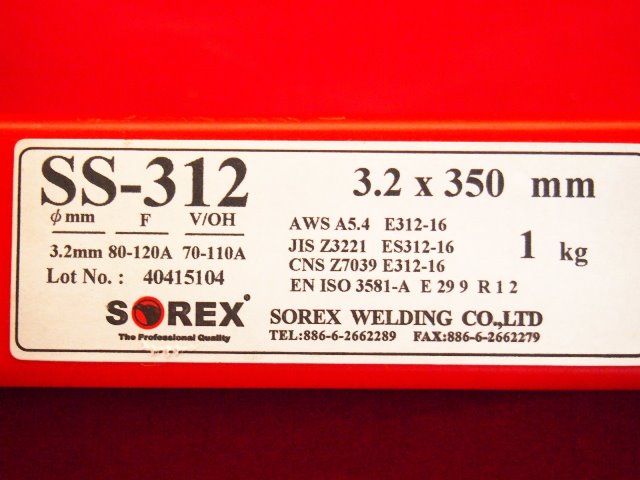 SS-312
3.2 x 350 mm
φ mm F V/OH
3.2mm 80-120A 70-110A
Lot No. : 40415104
AWS A5.4 E312-16
JIS Z3221 ES312-16
CNS Z7039 E312-16
EN ISO 3581-A E 29 9 R 1 2
1 kg
SOREX
The Professional Quality
SOREX WELDING CO.,LTD
TEL:886-6-2662289 FAX:886-6-2662279